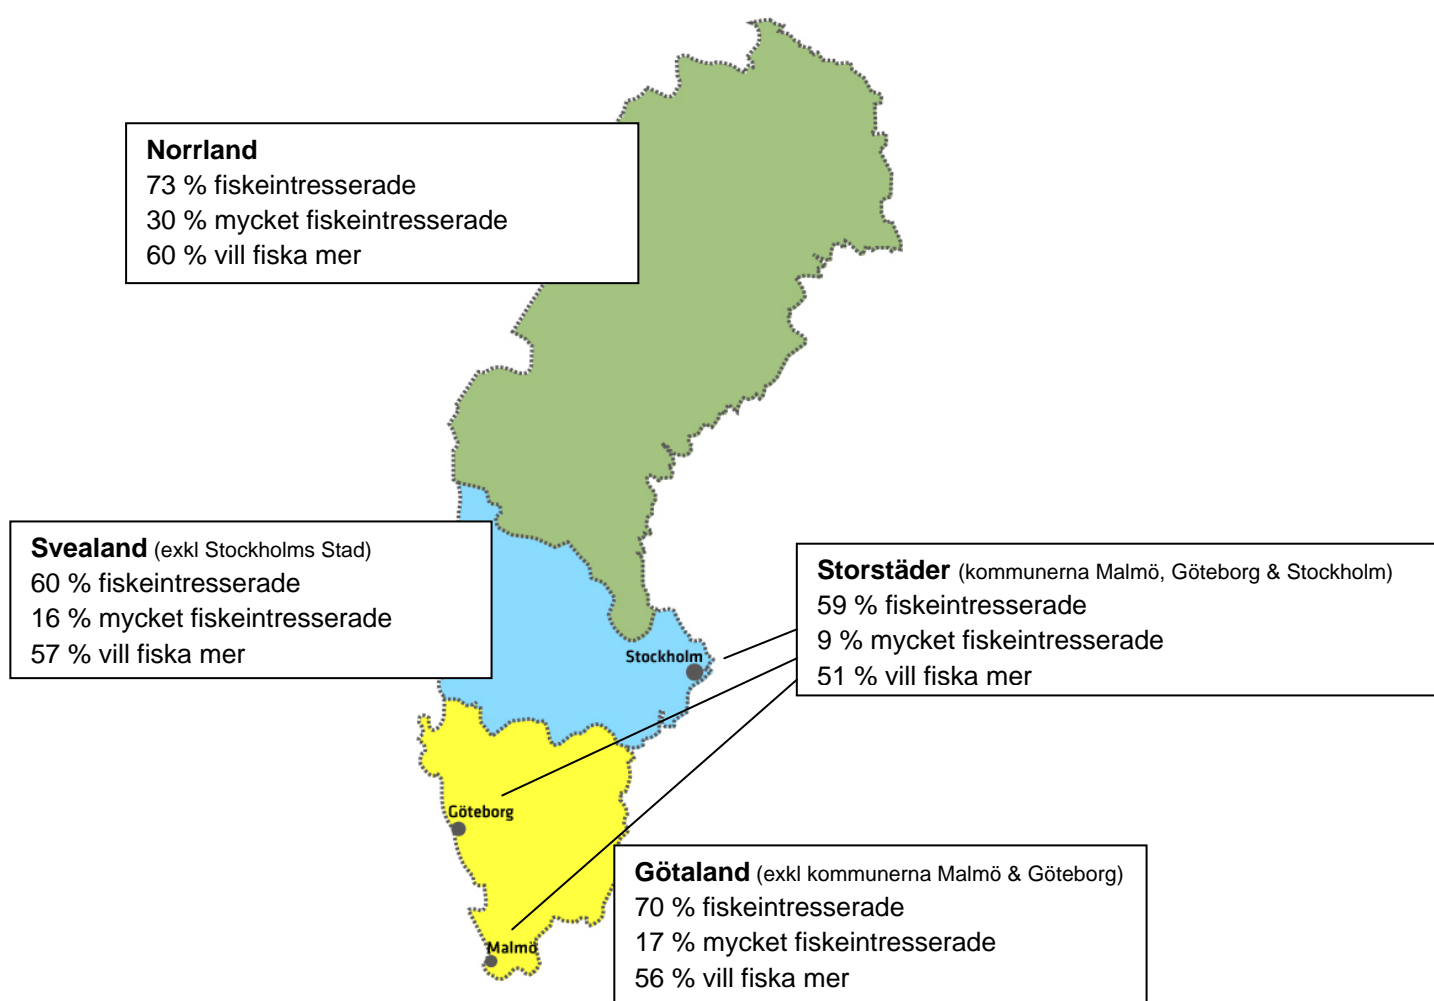 Norrland
73 % fiskeintresserade
30 % mycket fiskeintresserade
60 % vill fiska mer
Svealand (exkl Stockholms Stad)
60 % fiskeintresserade
16 % mycket fiskeintresserade
57 % vill fiska mer
Storstäder (kommunerna Malmö, Göteborg & Stockholm)
59 % fiskeintresserade
9 % mycket fiskeintresserade
51 % vill fiska mer
Stockholm
Göteborg
Malmö
Götaland (exkl kommunerna Malmö & Göteborg)
70 % fiskeintresserade
17 % mycket fiskeintresserade
56 % vill fiska mer